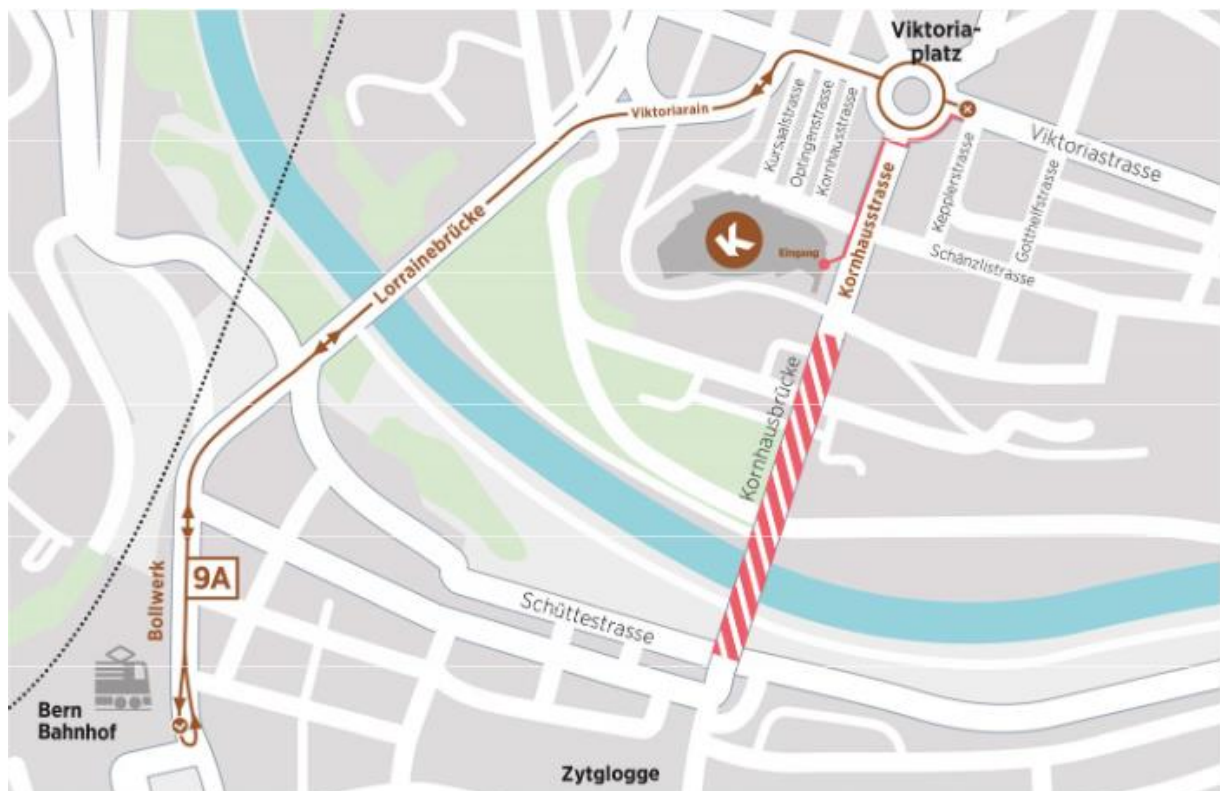 Viktoria-
platz
Viktoriarain
Kursaalstrasse
Optingenstrasse
Kornhausstrasse
Viktoriastrasse
Kepplerstrasse
Gotthelfstrasse
Schänzlistrasse
Kornhausstrasse
K
Eingang
Lorrainebrücke
Kornhausbrücke
9A
Bollwerk
Schüttestrasse
Bern
Bahnhof
Zytglogge